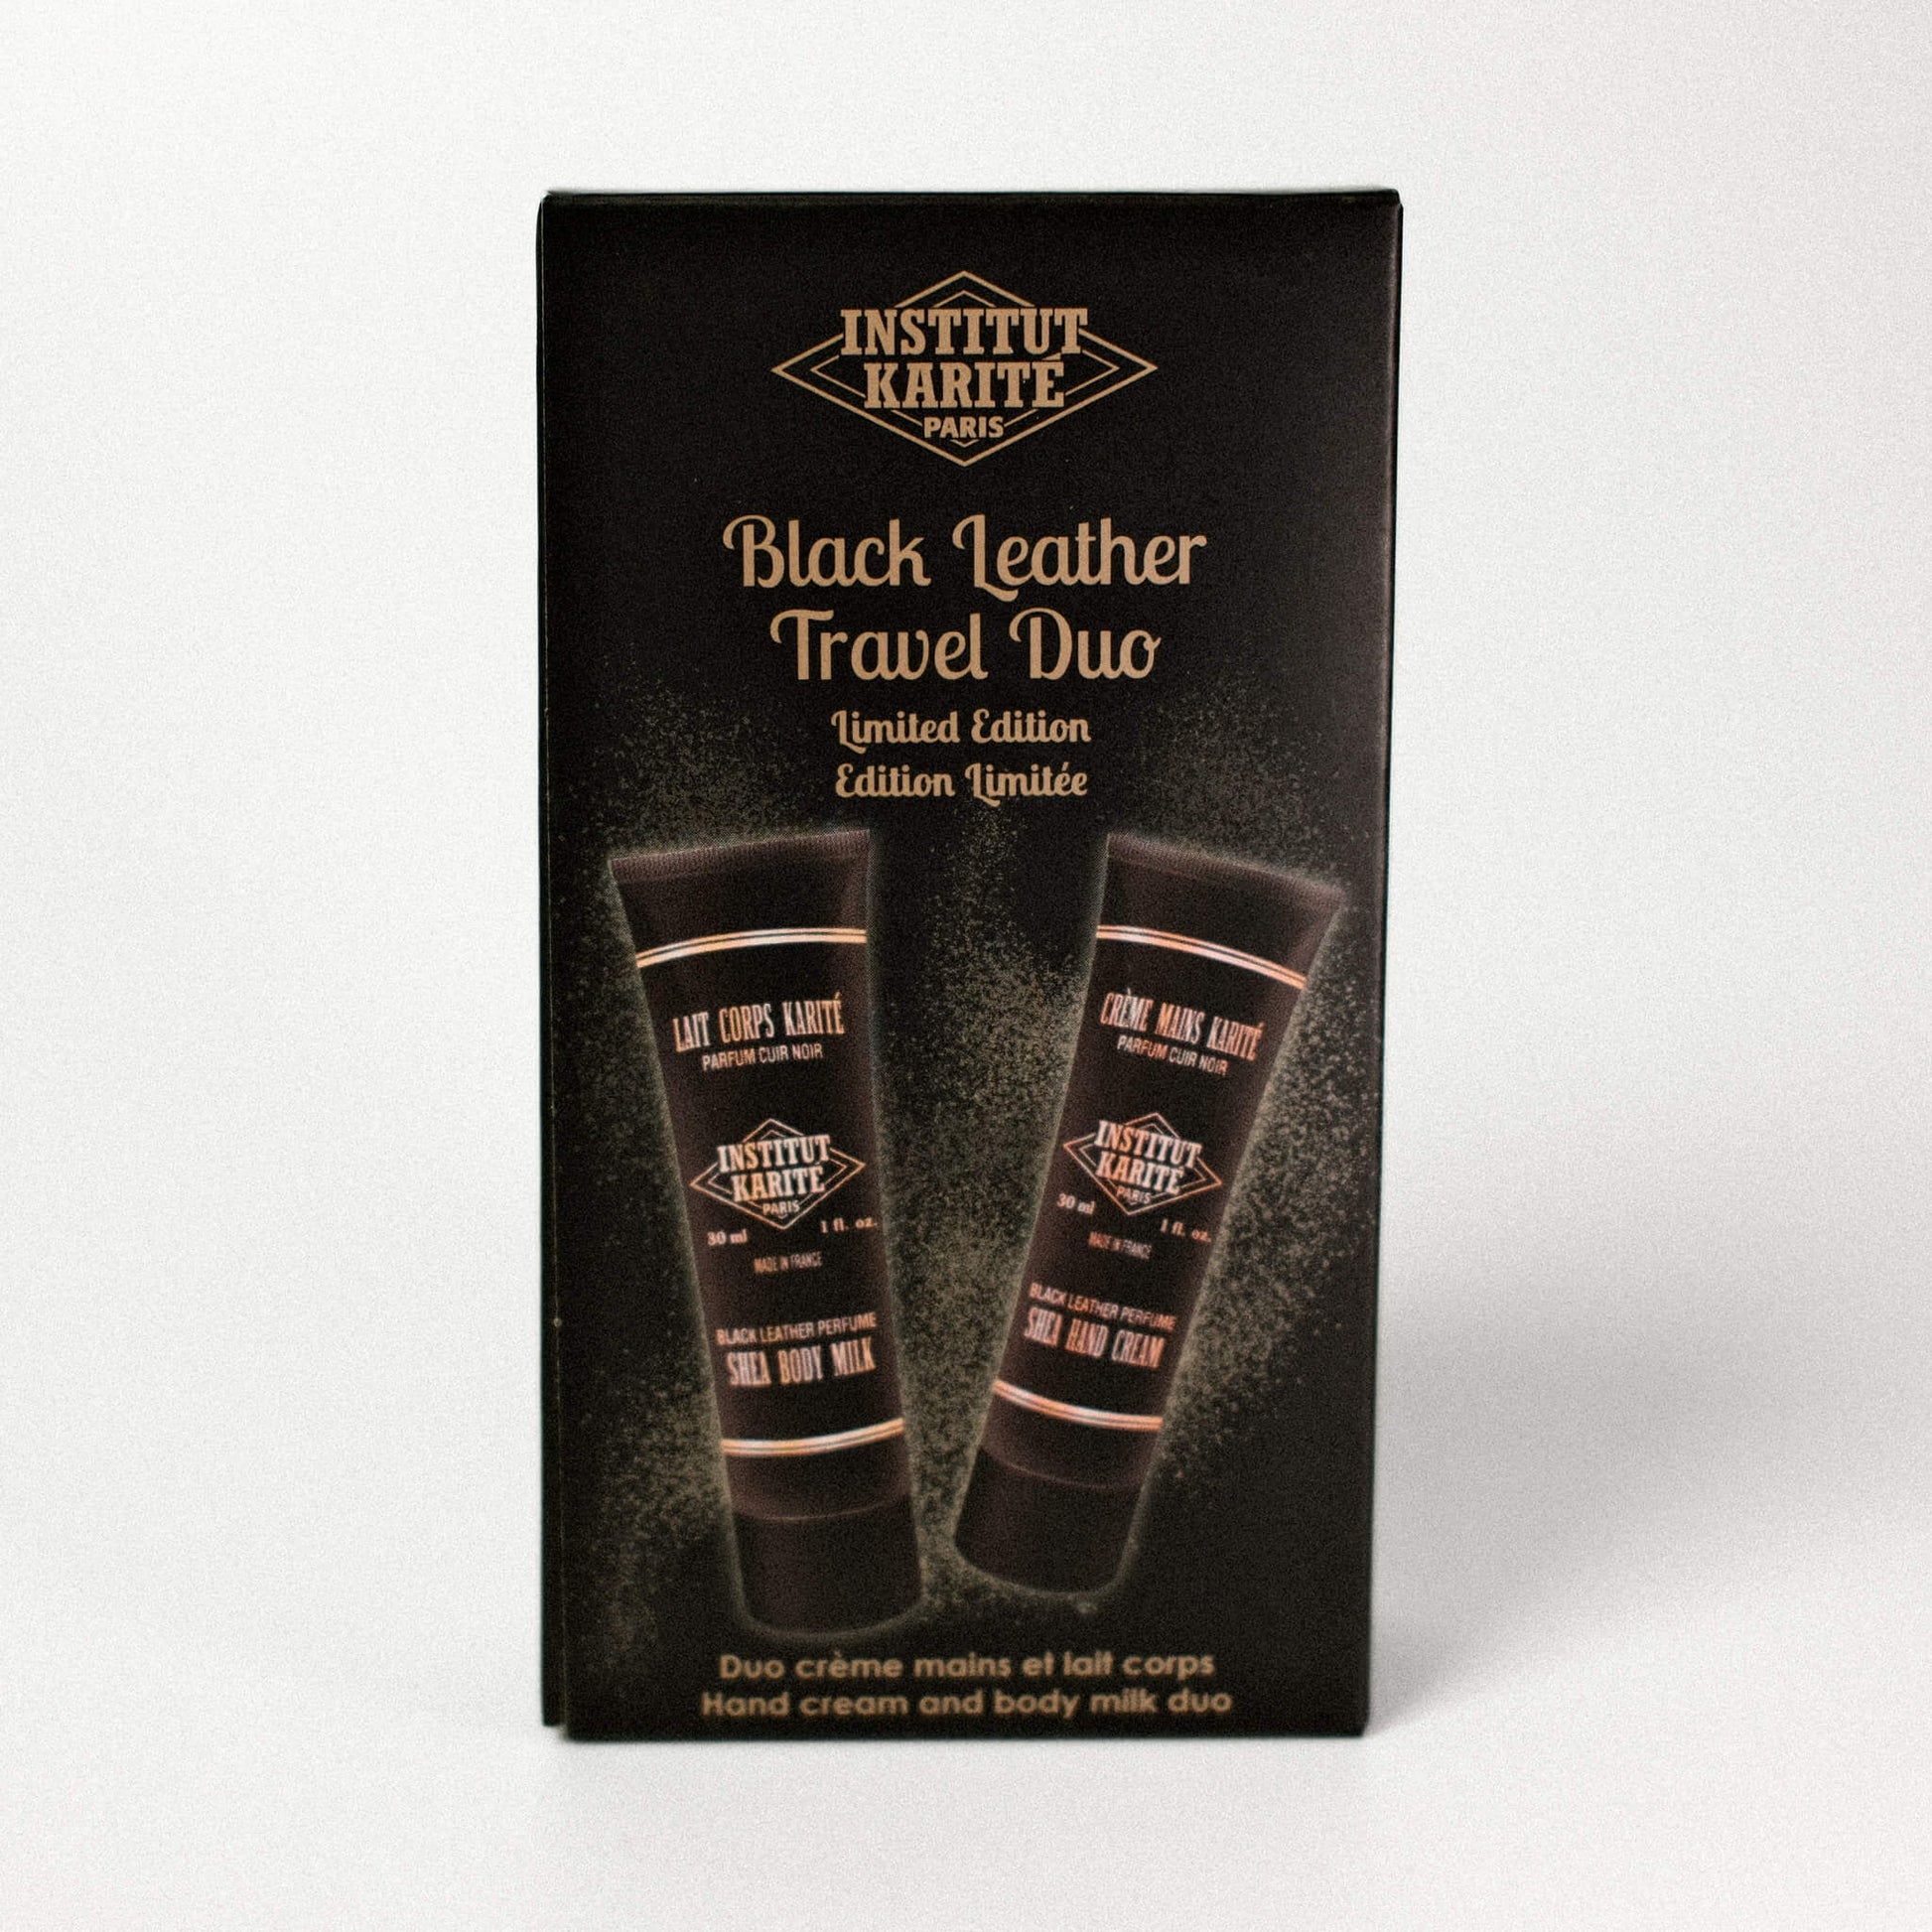 INSTITUT
KARITÉ
PARIS
Black Leather
Travel Duo
Limited Edition
Edition Limitée
LAIT CORPS KARITÉ
PARFUM CUIR NOIR
INSTITUT
KARITÉ
PARIS
30 ml 1 fl. oz.
MADE IN FRANCE
BLACK LEATHER PERFUME
SHEA BODY MILK
CRÈME MAINS KARITÉ
PARFUM CUIR NOIR
INSTITUT
KARITÉ
PARIS
30 ml 1 fl. oz.
MADE IN FRANCE
BLACK LEATHER PERFUME
SHEA HAND CREAM
Duo crème mains et lait corps
Hand cream and body milk duo